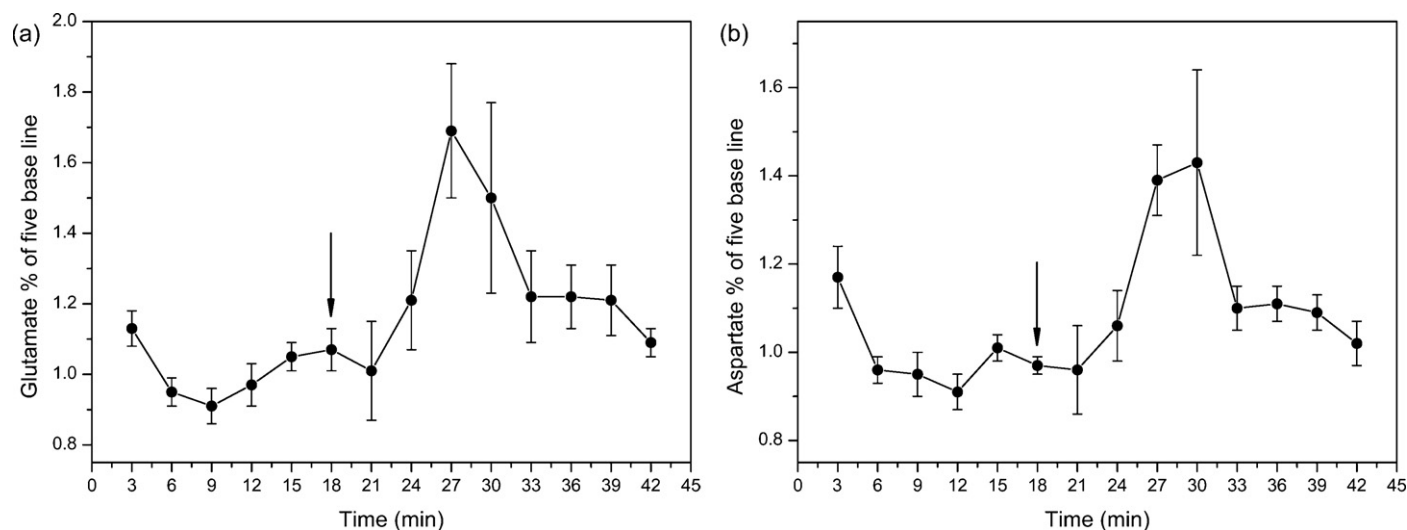 (a)
2.0
1.8
1.6
1.4
1.2
1.0
0.8
Glutamate % of five base line
0 3 6 9 12 15 18 21 24 27 30 33 36 39 42 45
Time (min)
(b)
1.6
1.4
1.2
1.0
0.8
Aspartate % of five base line
0 3 6 9 12 15 18 21 24 27 30 33 36 39 42 45
Time (min)